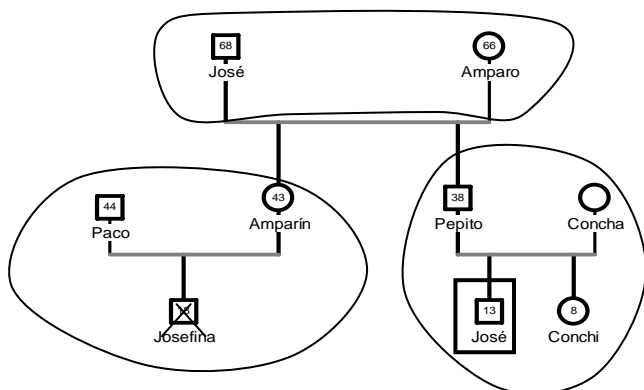 68
66
José
Amparo
44
43
38
Paco
Amparín
Pepito
Concha
13
8
Josefina
José
Conchi